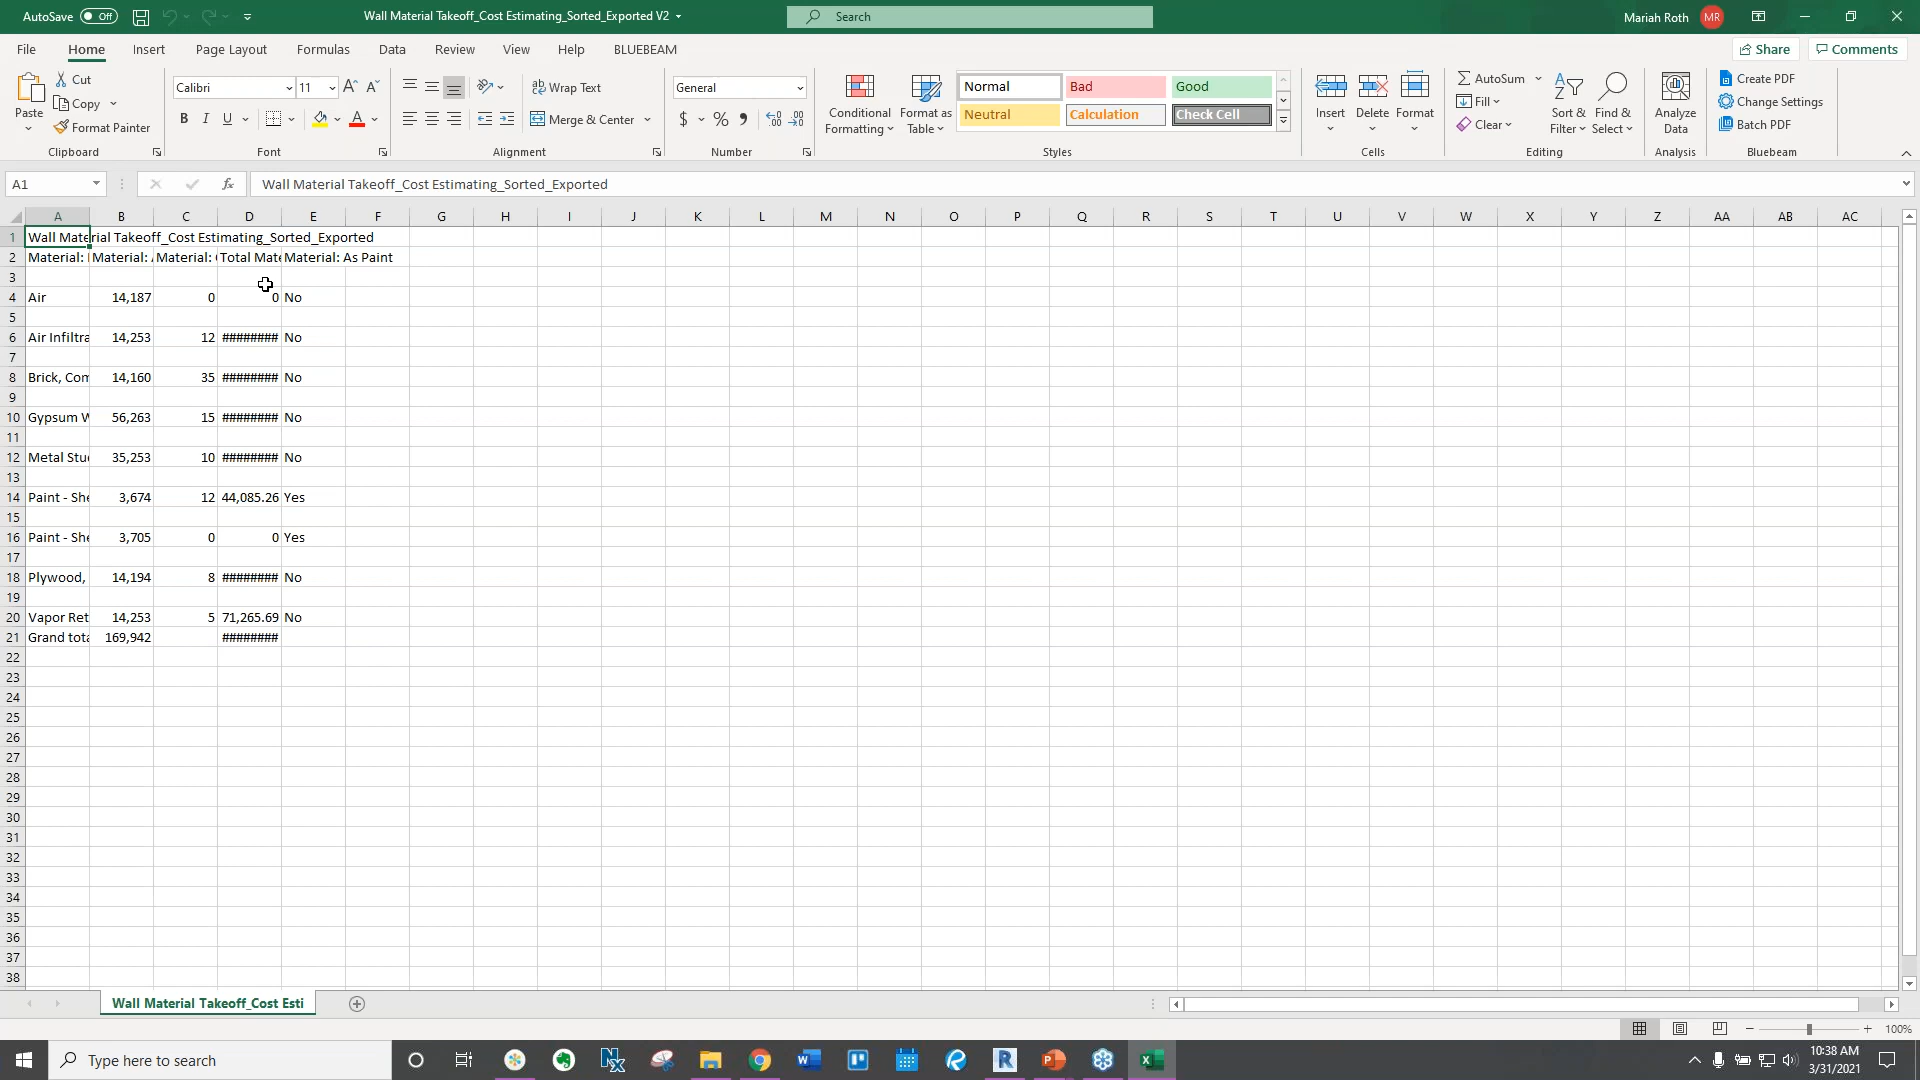 AutoSave Off Wall Material Takeoff_Cost Estimating_Sorted_Exported V2 Search Mariah Roth MR
File Home Insert Page Layout Formulas Data Review View Help BLUEBEAM Share Comments
Paste Cut Copy Format Painter Clipboard
Calibri 11 A A B I U A Font
Wrap Text Merge & Center Alignment
General $ % Number
Conditional Formatting Format as Table Normal Bad Good Neutral Calculation Check Cell Styles
Insert Delete Format Cells
AutoSum Fill Clear Sort & Filter Find & Select Editing
Analyze Data Analysis
Create PDF Change Settings Batch PDF Bluebeam
A1 fx Wall Material Takeoff_Cost Estimating_Sorted_Exported
A B C D E F G H I J K L M N O P Q R S T U V W X Y Z AA AB AC
1 Wall Material Takeoff_Cost Estimating_Sorted_Exported
2 Material: Material: Material: Total Mate Material: As Paint
3
4 Air 14,187 0 0 No
5
6 Air Infiltra 14,253 12 ######## No
7
8 Brick, Com 14,160 35 ######## No
9
10 Gypsum W 56,263 15 ######## No
11
12 Metal Stu 35,253 10 ######## No
13
14 Paint - She 3,674 12 44,085.26 Yes
15
16 Paint - She 3,705 0 0 Yes
17
18 Plywood, 14,194 8 ######## No
19
20 Vapor Ret 14,253 5 71,265.69 No
21 Grand tota 169,942 ########
22
23
24
25
26
27
28
29
30
31
32
33
34
35
36
37
38
Wall Material Takeoff_Cost Esti
100%
Type here to search
10:38 AM
3/31/2021